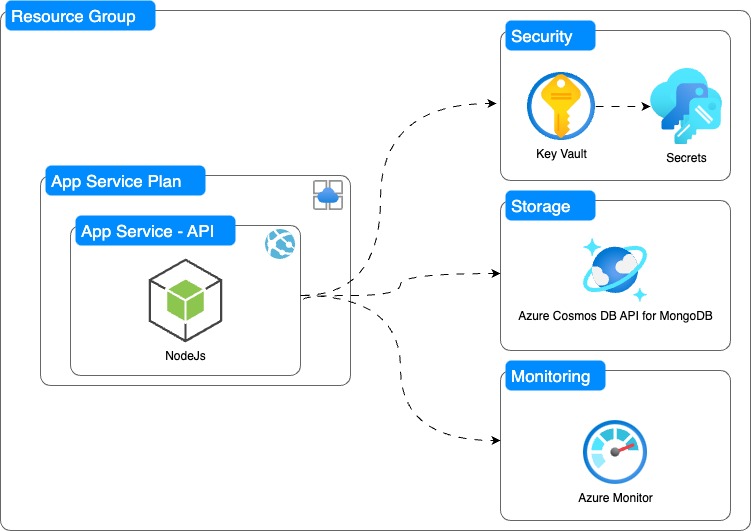 Resource Group
Security
Key Vault
Secrets
App Service Plan
App Service - API
NodeJs
Storage
Azure Cosmos DB API for MongoDB
Monitoring
Azure Monitor